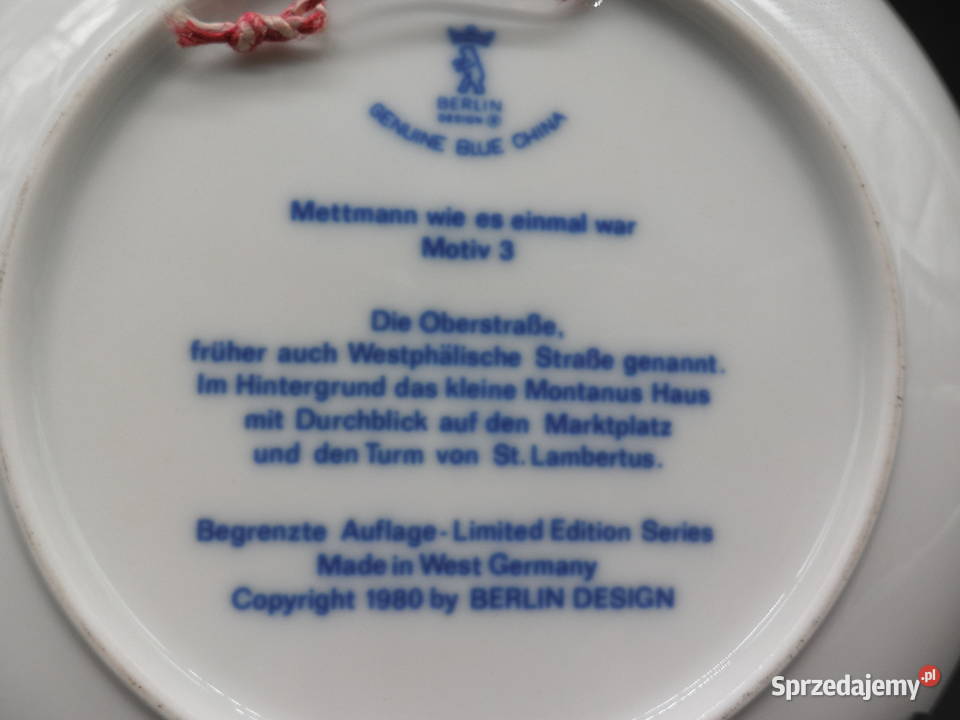 BERLIN
DESIGN ®
GENUINE BLUE CHINA
Mettmann wie es einmal war
Motiv 3
Die Oberstraße,
früher auch Westphälische Straße genannt.
Im Hintergrund das kleine Montanus Haus
mit Durchblick auf den Marktplatz
und den Turm von St. Lambertus.
Begrenzte Auflage - Limited Edition Series
Made in West Germany
Copyright 1980 by BERLIN DESIGN
Sprzedajemy.pl